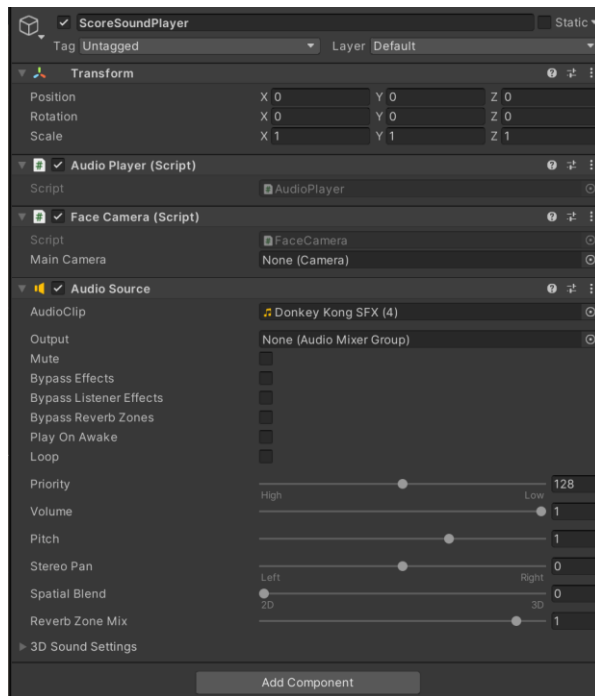 ScoreSoundPlayer Static
Tag Untagged Layer Default
Transform
Position X 0 Y 0 Z 0
Rotation X 0 Y 0 Z 0
Scale X 1 Y 1 Z 1
# Audio Player (Script)
Script # AudioPlayer
# Face Camera (Script)
Script # FaceCamera
Main Camera None (Camera)
Audio Source
AudioClip Donkey Kong SFX (4)
Output None (Audio Mixer Group)
Mute
Bypass Effects
Bypass Listener Effects
Bypass Reverb Zones
Play On Awake
Loop
Priority 128
High Low
Volume 1
Pitch 1
Stereo Pan 0
Left Right
Spatial Blend 0
2D 3D
Reverb Zone Mix 1
3D Sound Settings
Add Component